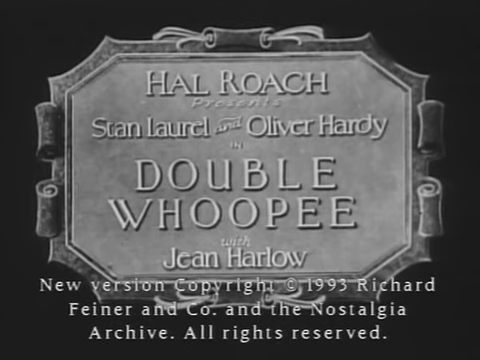 HAL ROACH
Presents
Stan Laurel and Oliver Hardy
IN
DOUBLE
WHOOPEE
with
Jean Harlow
New version Copyright © 1993 Richard
Feiner and Co. and the Nostalgia
Archive. All rights reserved.